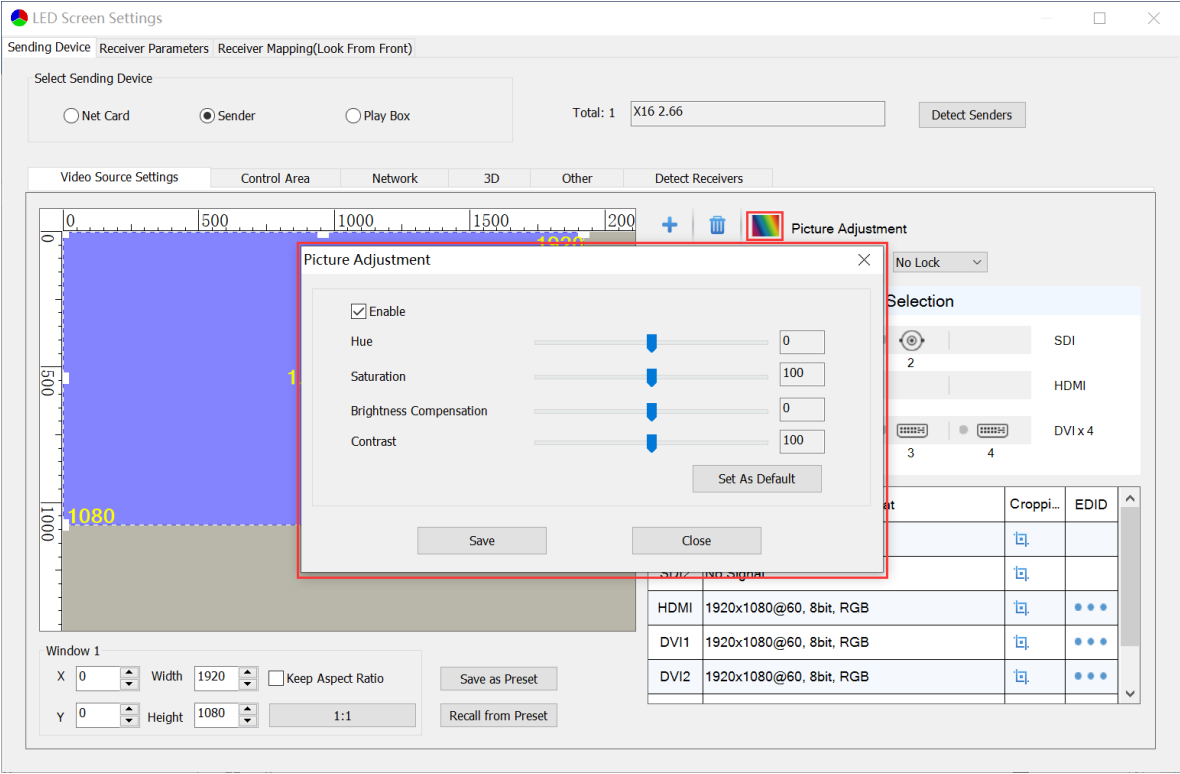 LED Screen Settings
Sending Device Receiver Parameters Receiver Mapping(Look From Front)
Select Sending Device
Net Card Sender Play Box
Total: 1 X16 2.66 Detect Senders
Video Source Settings Control Area Network 3D Other Detect Receivers
0 500 1000 1500 200
Picture Adjustment
0
1920
Picture Adjustment
No Lock
Selection
Enable
Hue 0
SDI
2
Saturation 100
500
1
HDMI
Brightness Compensation 0
DVI x 4
Contrast 100
3 4
Set As Default
at Croppi... EDID
1000
1080
Save Close
SDI2 No Signal
HDMI 1920x1080@60, 8bit, RGB
DVI1 1920x1080@60, 8bit, RGB
DVI2 1920x1080@60, 8bit, RGB
Window 1
X 0 Width 1920 Keep Aspect Ratio Save as Preset
Y 0 Height 1080 1:1 Recall from Preset